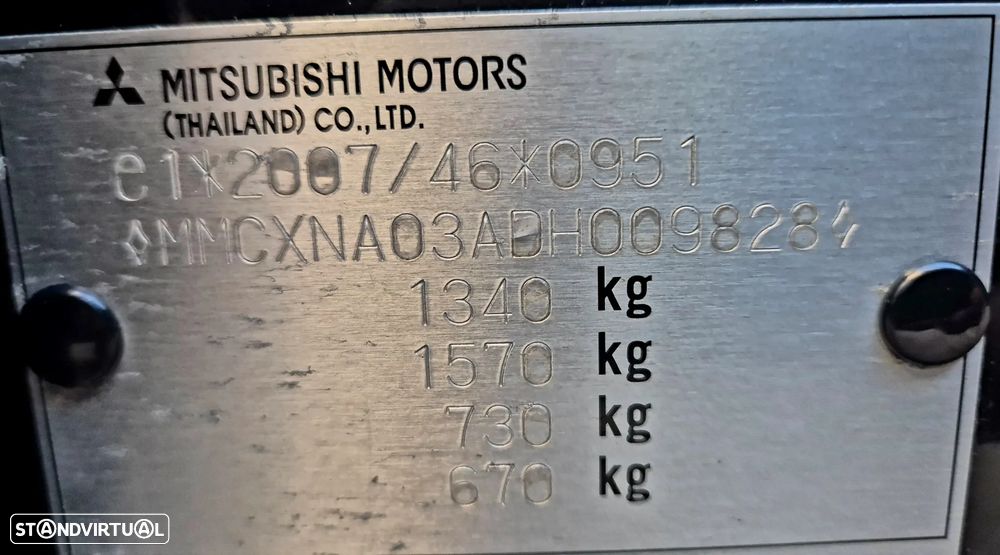 MITSUBISHI MOTORS
(THAILAND) CO.,LTD.
e1*2007/46*0951
MMCXNA03ADH009828
1340 kg
1570 kg
730 kg
670 kg
STANDVIRTUAL